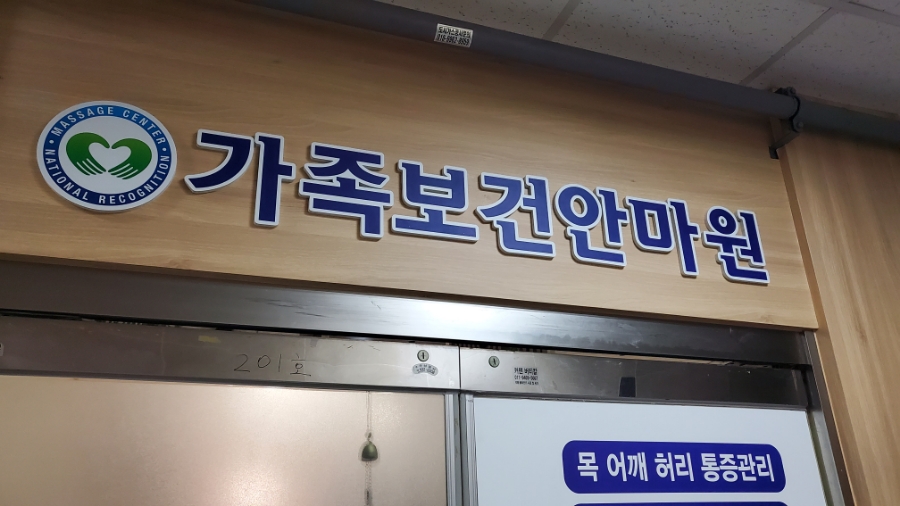 MASSAGE CENTER
NATIONAL RECOGNITION
가족보건안마원
201호
목 어깨 허리 통증관리